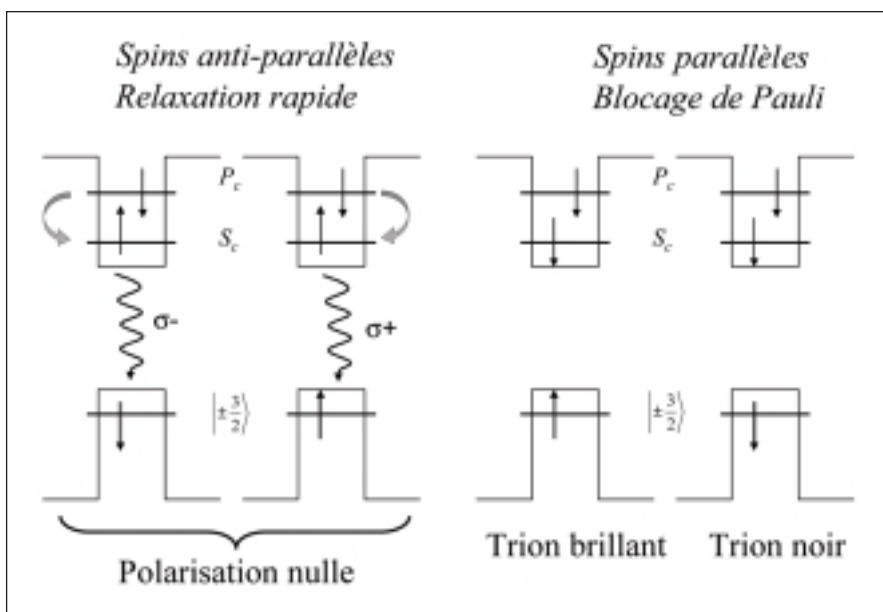 Spins anti-parallèles
Relaxation rapide
Spins parallèles
Blocage de Pauli
P_c
P_c
S_c
S_c
σ-
σ+
|±3/2⟩
|±3/2⟩
Polarisation nulle
Trion brillant
Trion noir